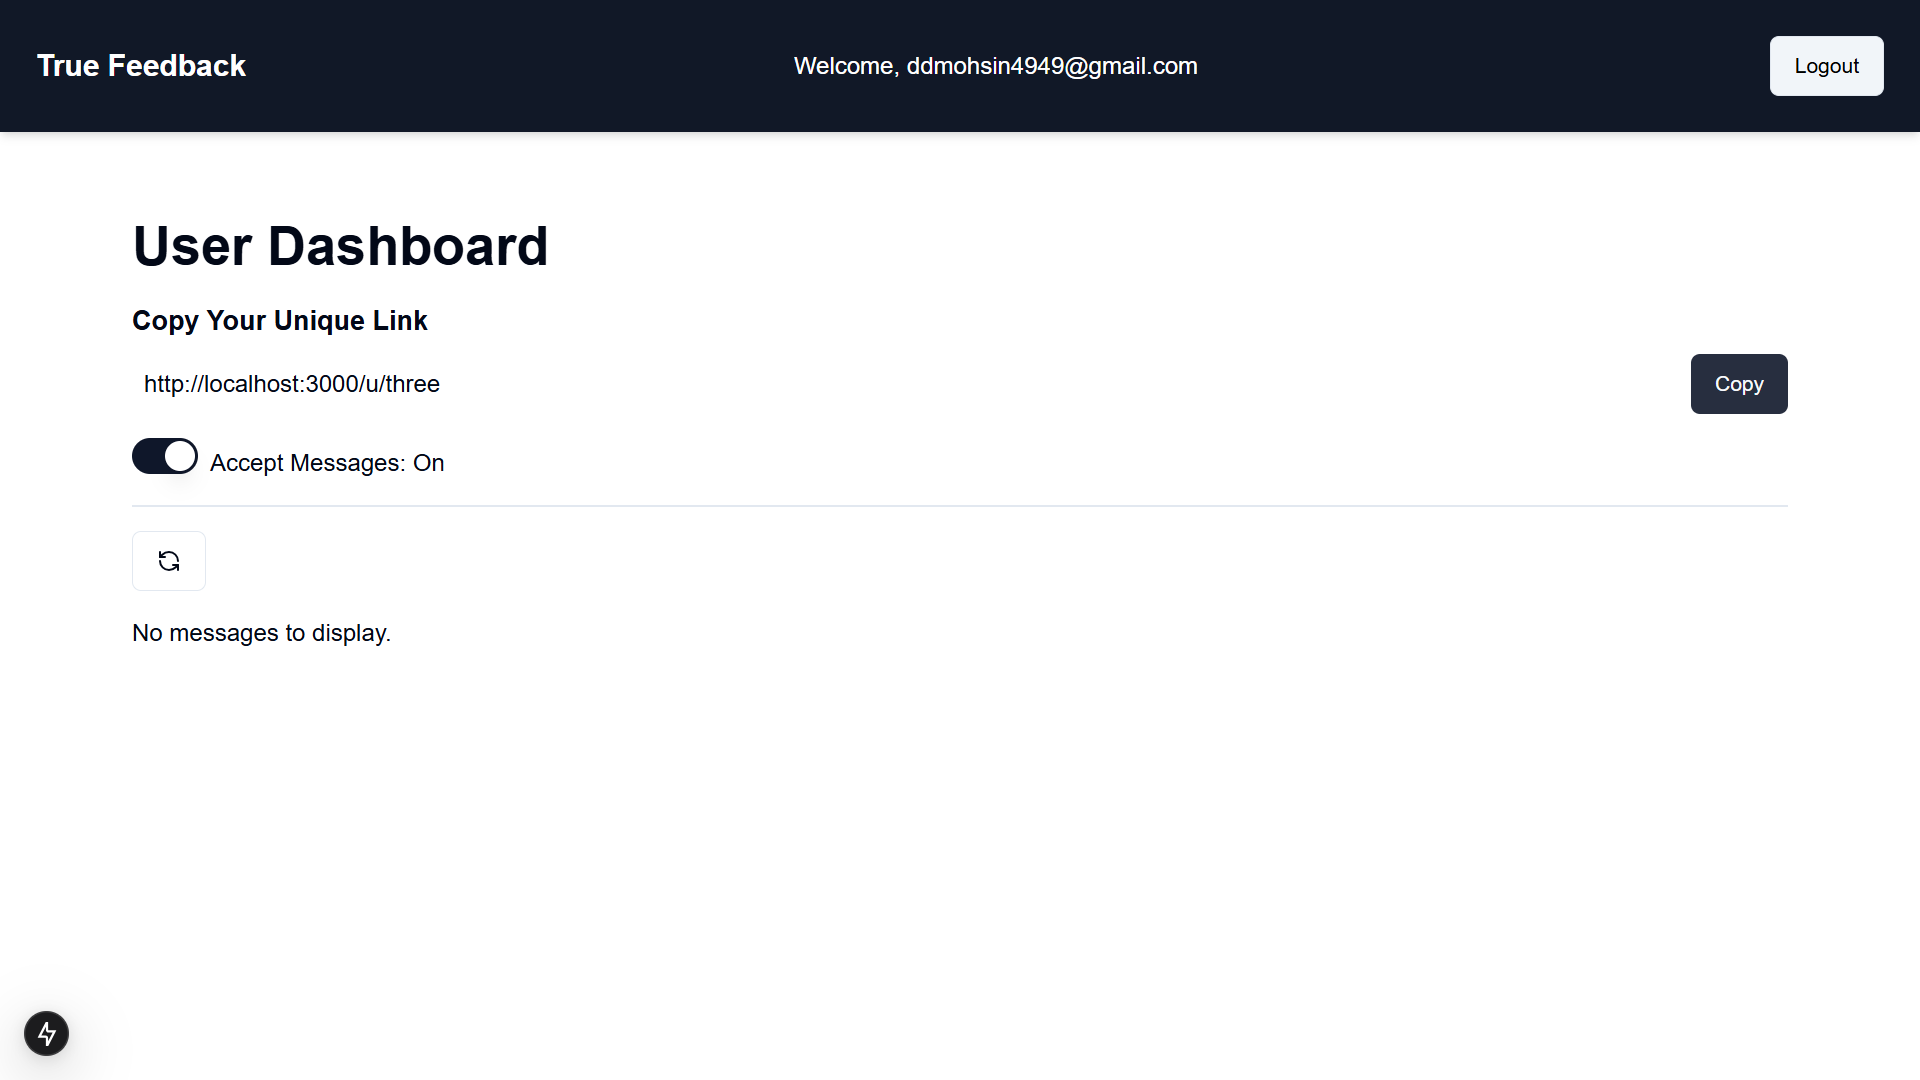 True Feedback
Welcome, ddmohsin4949@gmail.com
Logout
User Dashboard
Copy Your Unique Link
http://localhost:3000/u/three
Copy
Accept Messages: On
No messages to display.